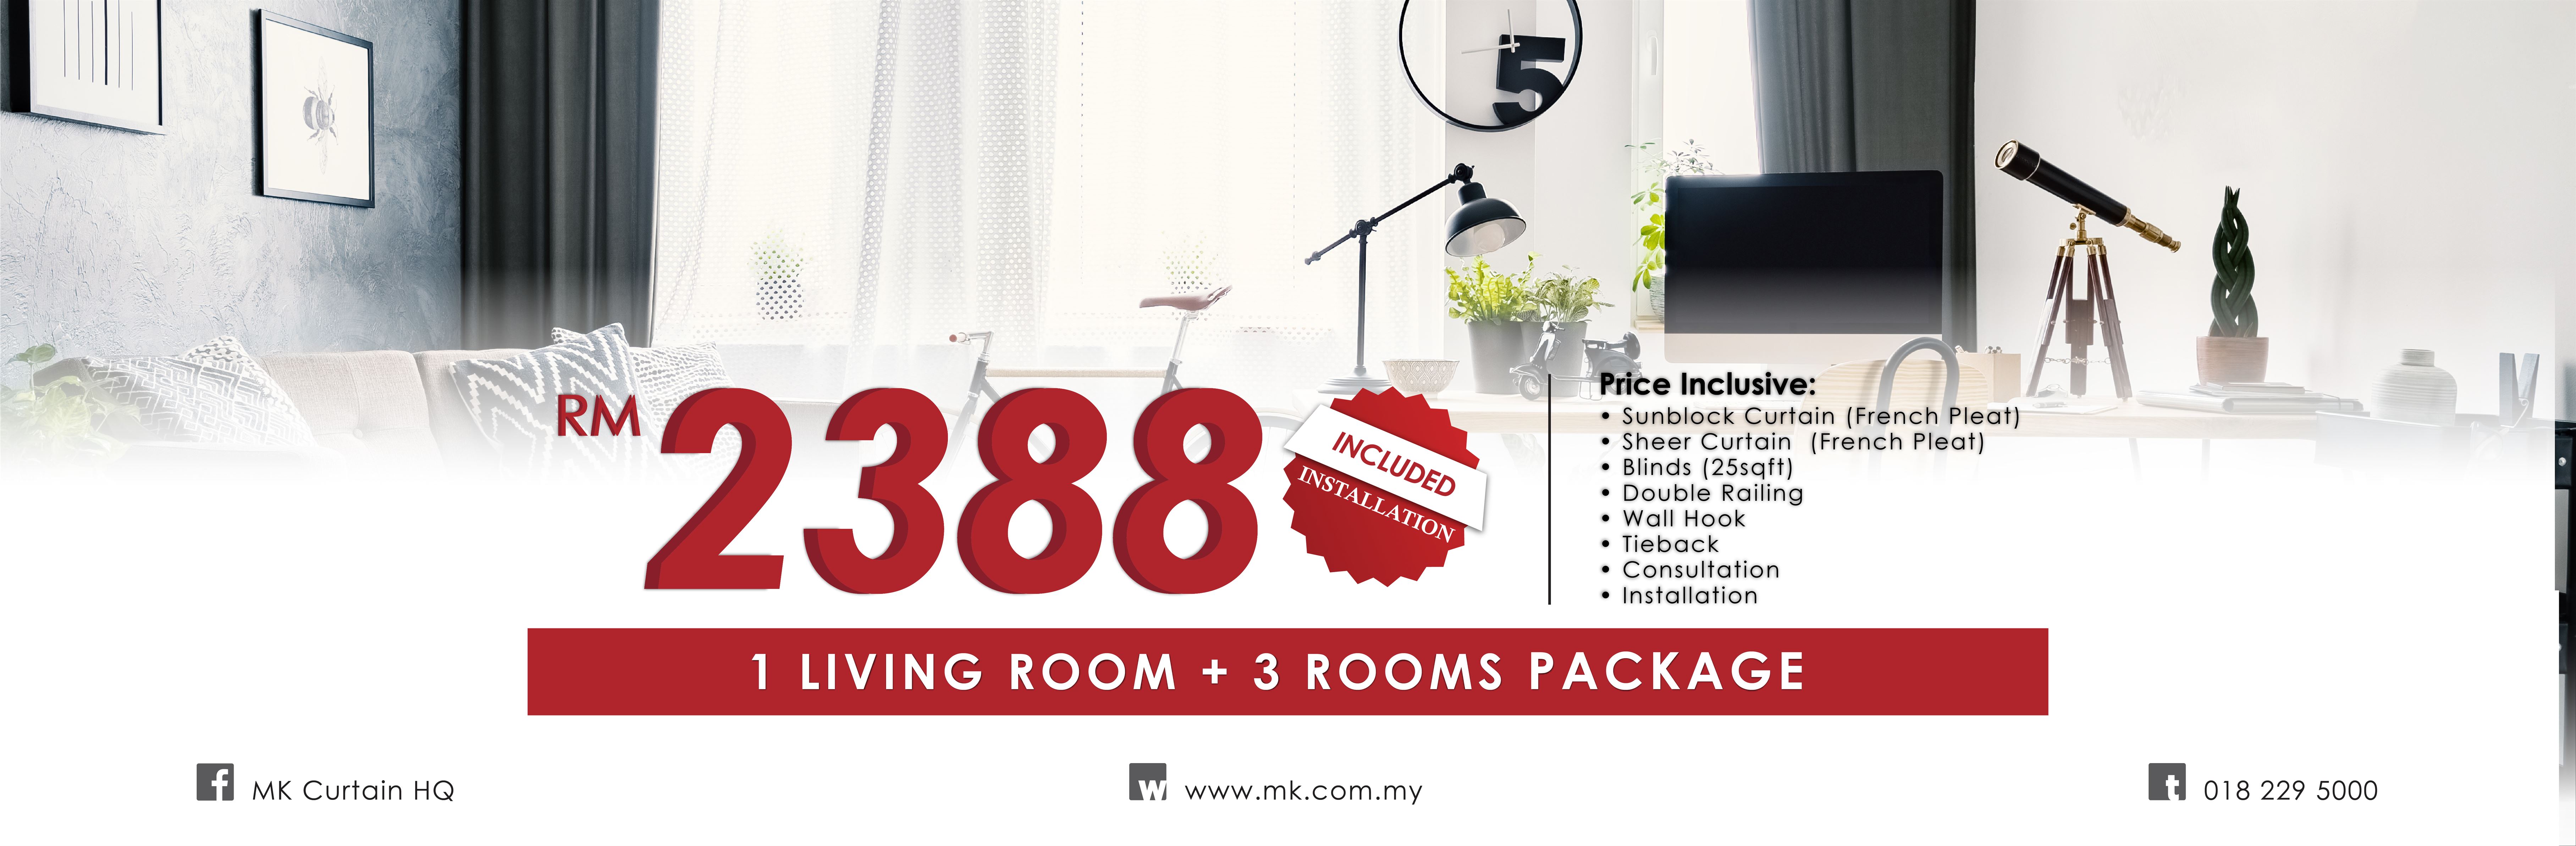 5
RM 2388
INCLUDED
INSTALLATION
Price Inclusive:
• Sunblock Curtain (French Pleat)
• Sheer Curtain (French Pleat)
• Blinds (25sqft)
• Double Railing
• Wall Hook
• Tieback
• Consultation
• Installation
1 LIVING ROOM + 3 ROOMS PACKAGE
f MK Curtain HQ
w www.mk.com.my
t 018 229 5000